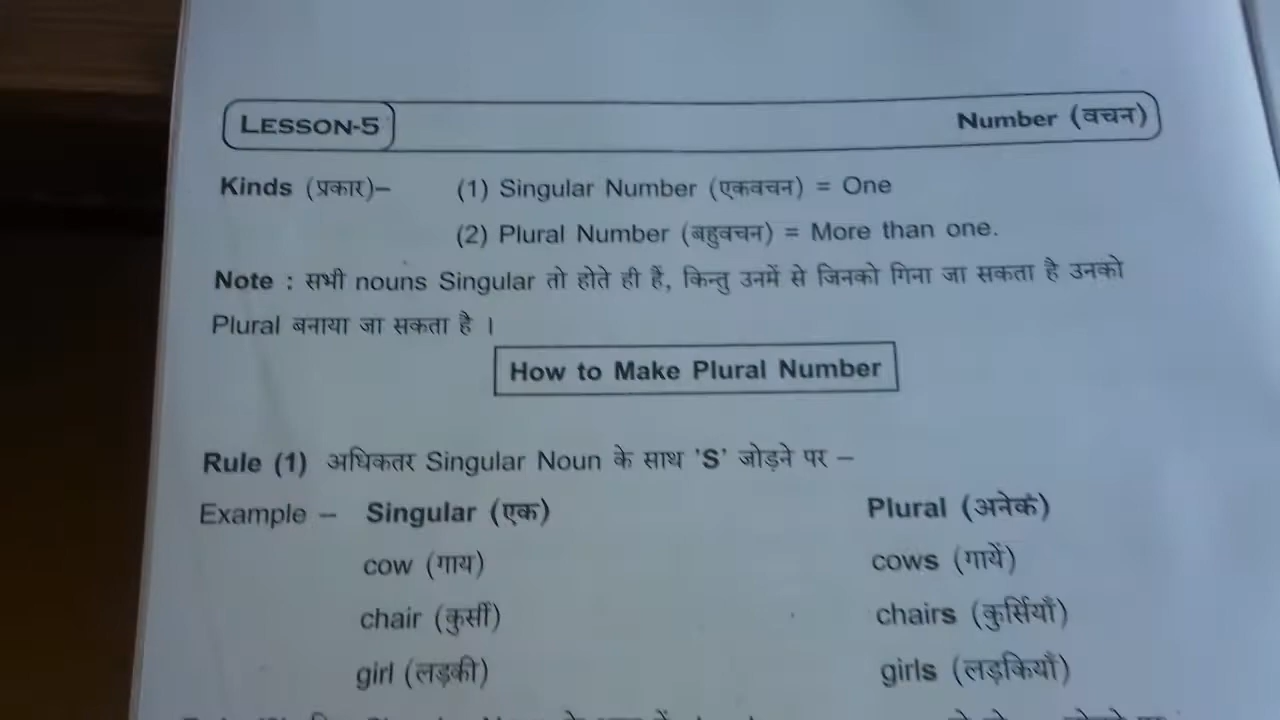 LESSON-5 Number (वचन)
Kinds (प्रकार)– (1) Singular Number (एकवचन) = One
(2) Plural Number (बहुवचन) = More than one.
Note : सभी nouns Singular तो होते ही हैं, किन्तु उनमें से जिनको गिना जा सकता है उनको
Plural बनाया जा सकता है ।
How to Make Plural Number
Rule (1) अधिकतर Singular Noun के साथ 'S' जोड़ने पर –
Example – Singular (एक) Plural (अनेक)
cow (गाय) cows (गायें)
chair (कुर्सी) chairs (कुर्सियाँ)
girl (लड़की) girls (लड़कियाँ)